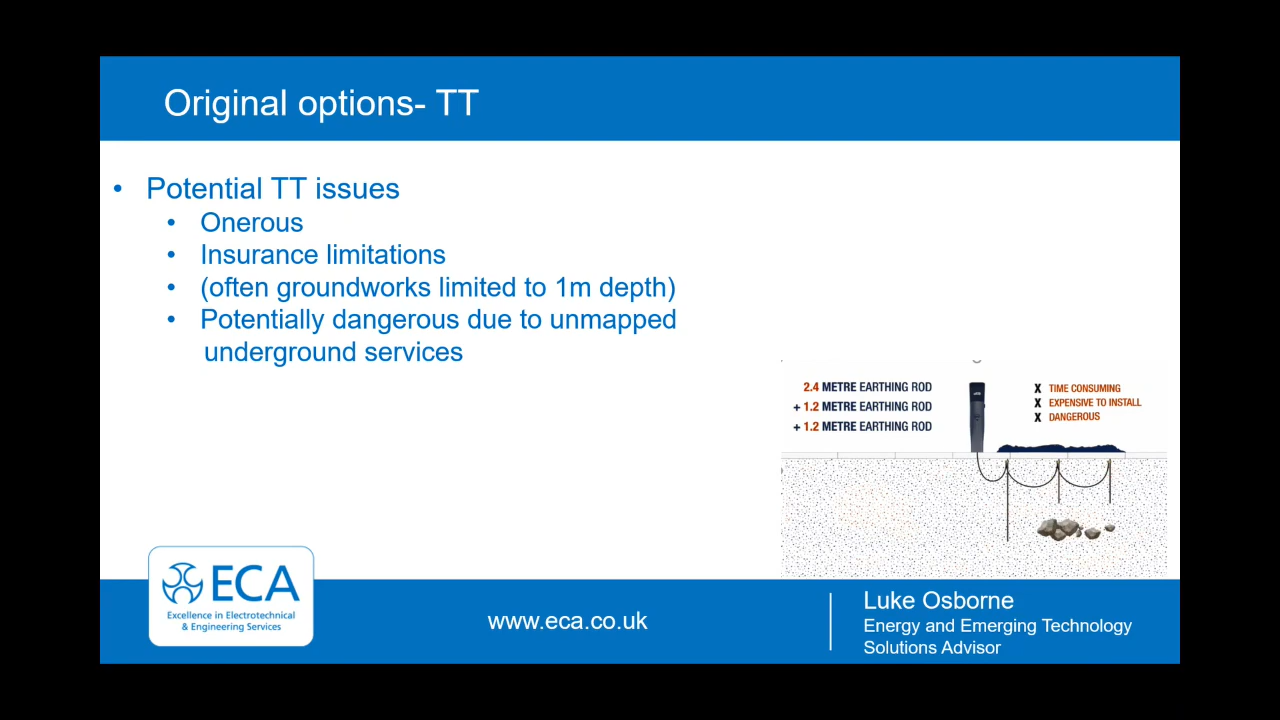 Original options- TT
• Potential TT issues
• Onerous
• Insurance limitations
• (often groundworks limited to 1m depth)
• Potentially dangerous due to unmapped
underground services
2.4 METRE EARTHING ROD
+ 1.2 METRE EARTHING ROD
+ 1.2 METRE EARTHING ROD
X TIME CONSUMING
X EXPENSIVE TO INSTALL
X DANGEROUS
ECA
Excellence in Electrotechnical
& Engineering Services
www.eca.co.uk
Luke Osborne
Energy and Emerging Technology
Solutions Advisor